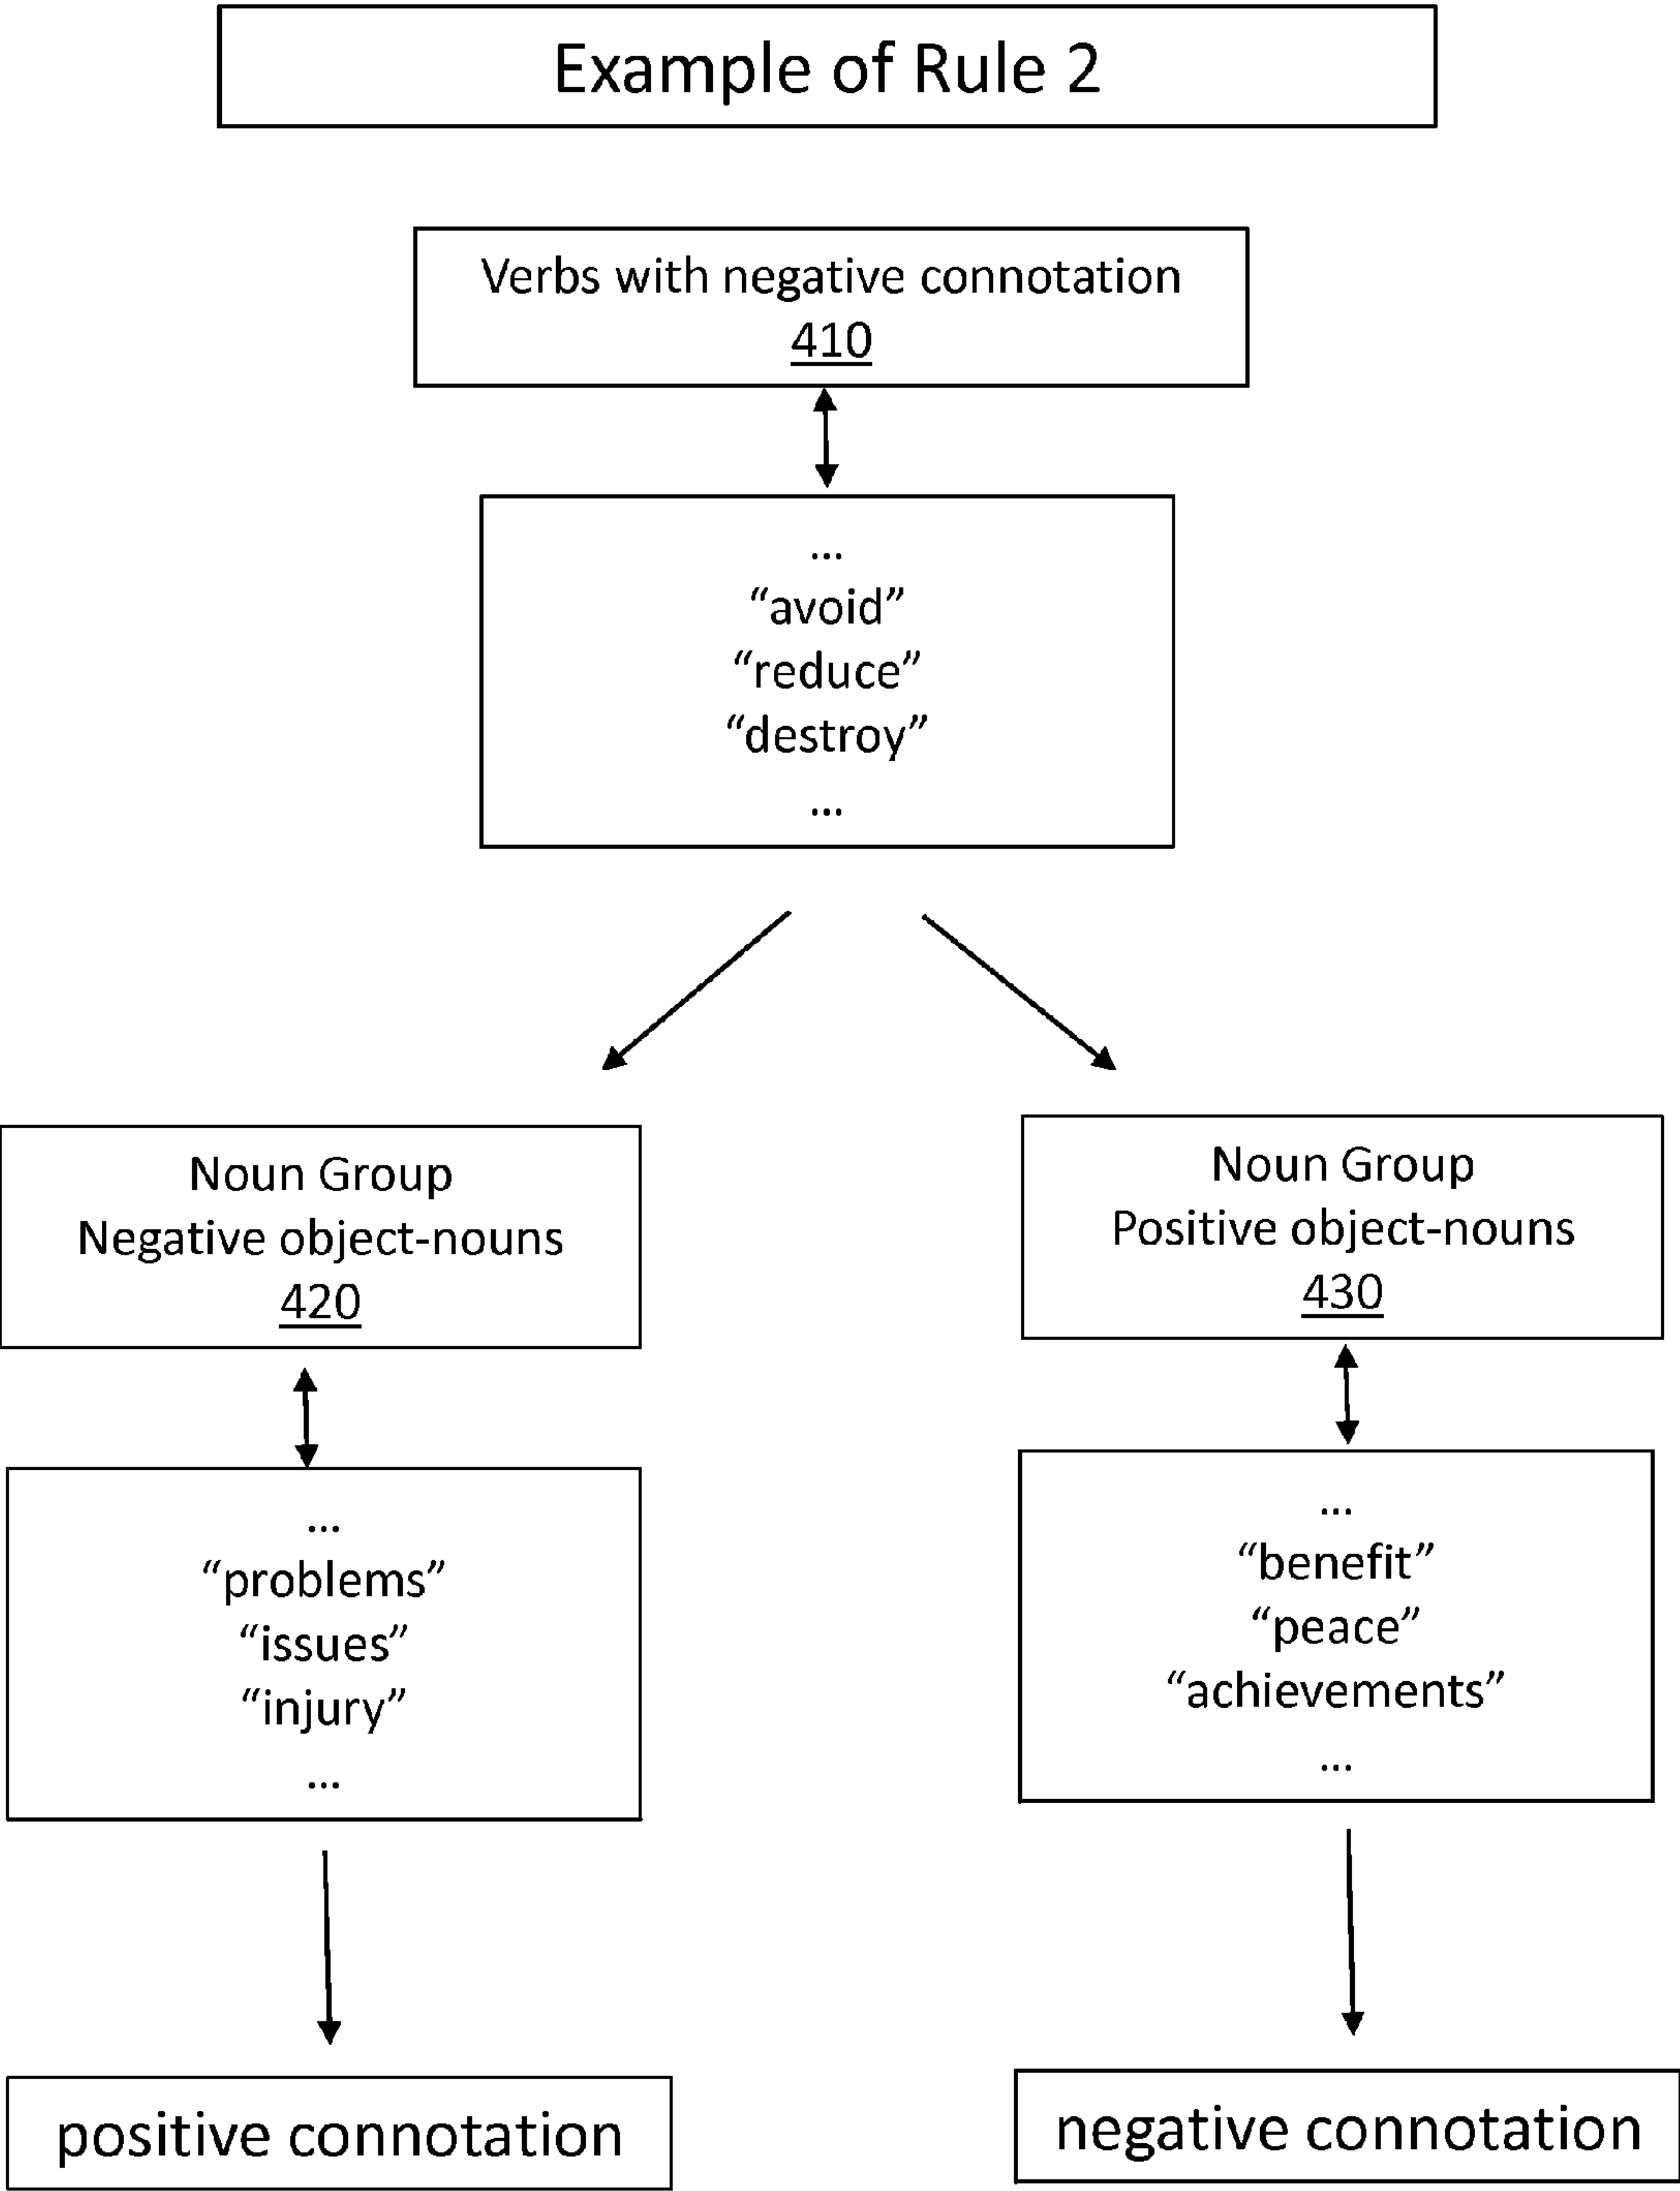 Example of Rule 2
Verbs with negative connotation
410
...
“avoid”
“reduce”
“destroy”
...
Noun Group
Negative object-nouns
420
...
“problems”
“issues”
“injury”
...
positive connotation
Noun Group
Positive object-nouns
430
...
“benefit”
“peace”
“achievements”
...
negative connotation